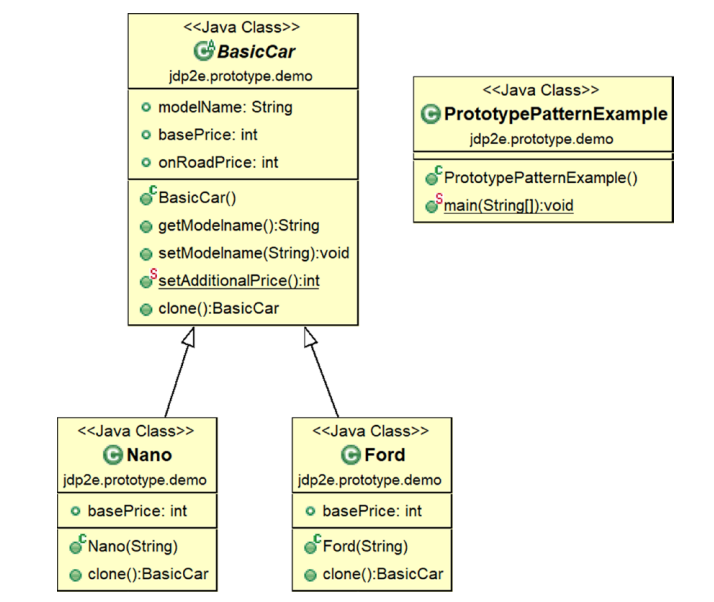 <<Java Class>>
BasicCar
jdp2e.prototype.demo
modelName: String
basePrice: int
onRoadPrice: int
BasicCar()
getModelname():String
setModelname(String):void
setAdditionalPrice():int
clone():BasicCar
<<Java Class>>
PrototypePatternExample
jdp2e.prototype.demo
PrototypePatternExample()
main(String[]):void
<<Java Class>>
Nano
jdp2e.prototype.demo
basePrice: int
Nano(String)
clone():BasicCar
<<Java Class>>
Ford
jdp2e.prototype.demo
basePrice: int
Ford(String)
clone():BasicCar